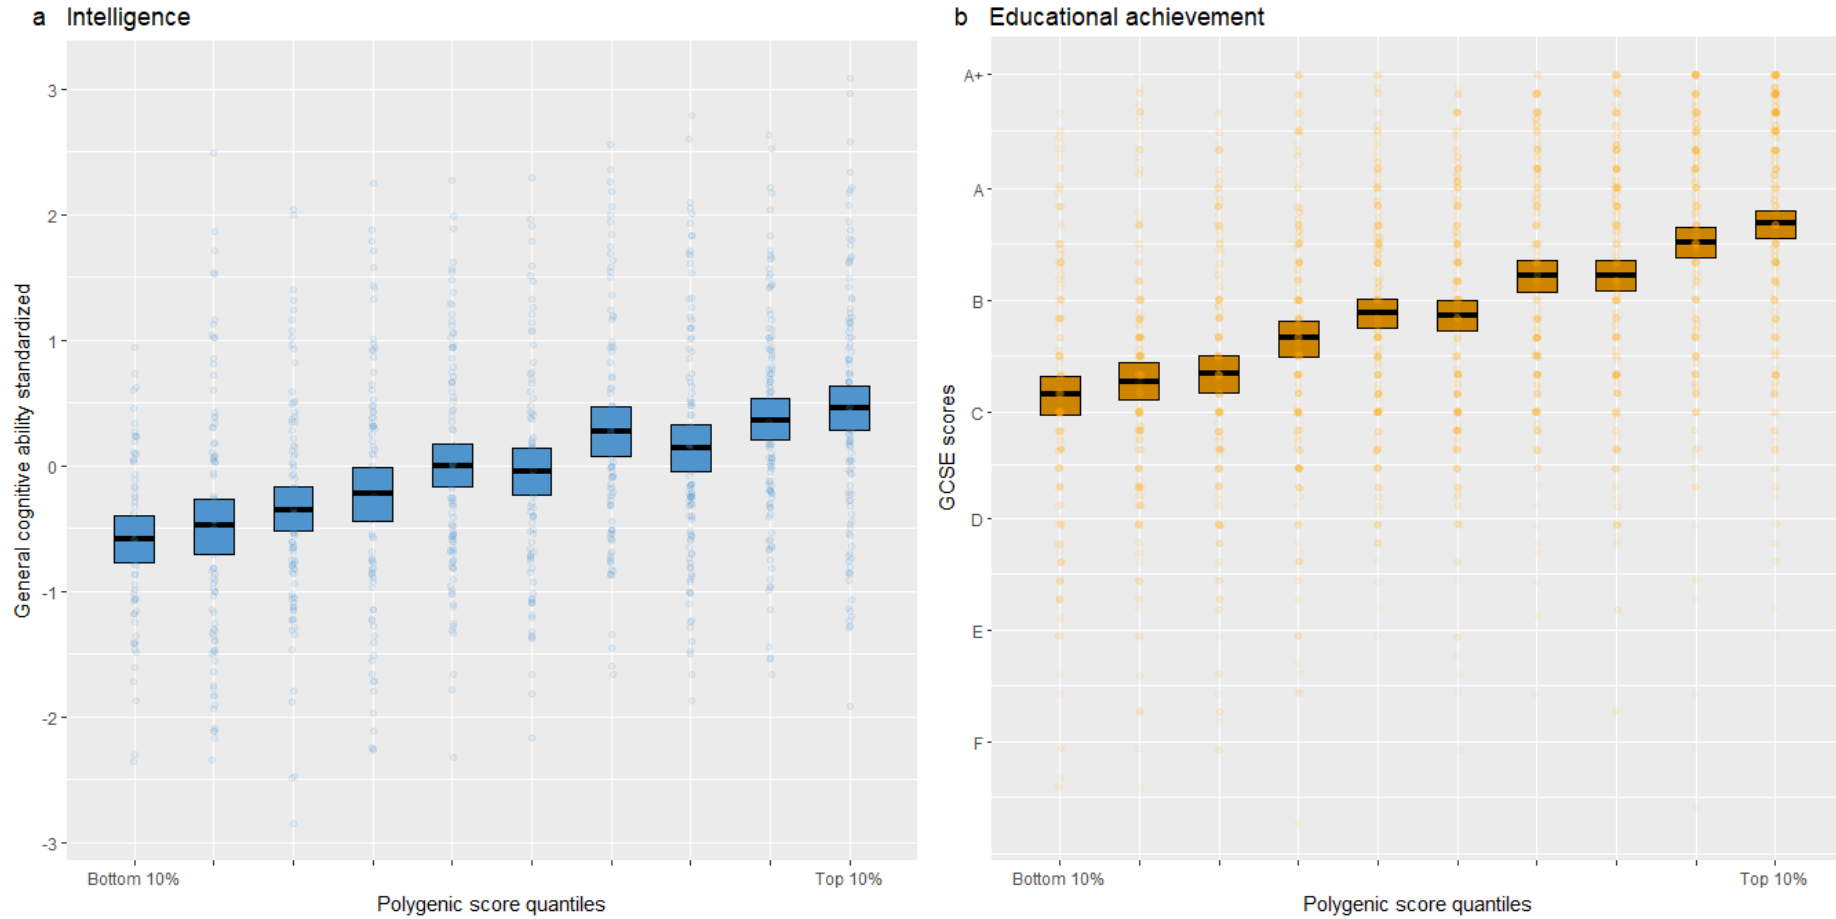 a Intelligence
General cognitive ability standardized
3
2
1
0
-1
-2
-3
Bottom 10%
Top 10%
Polygenic score quantiles
b Educational achievement
GCSE scores
A+
A
B
C
D
E
F
Bottom 10%
Top 10%
Polygenic score quantiles